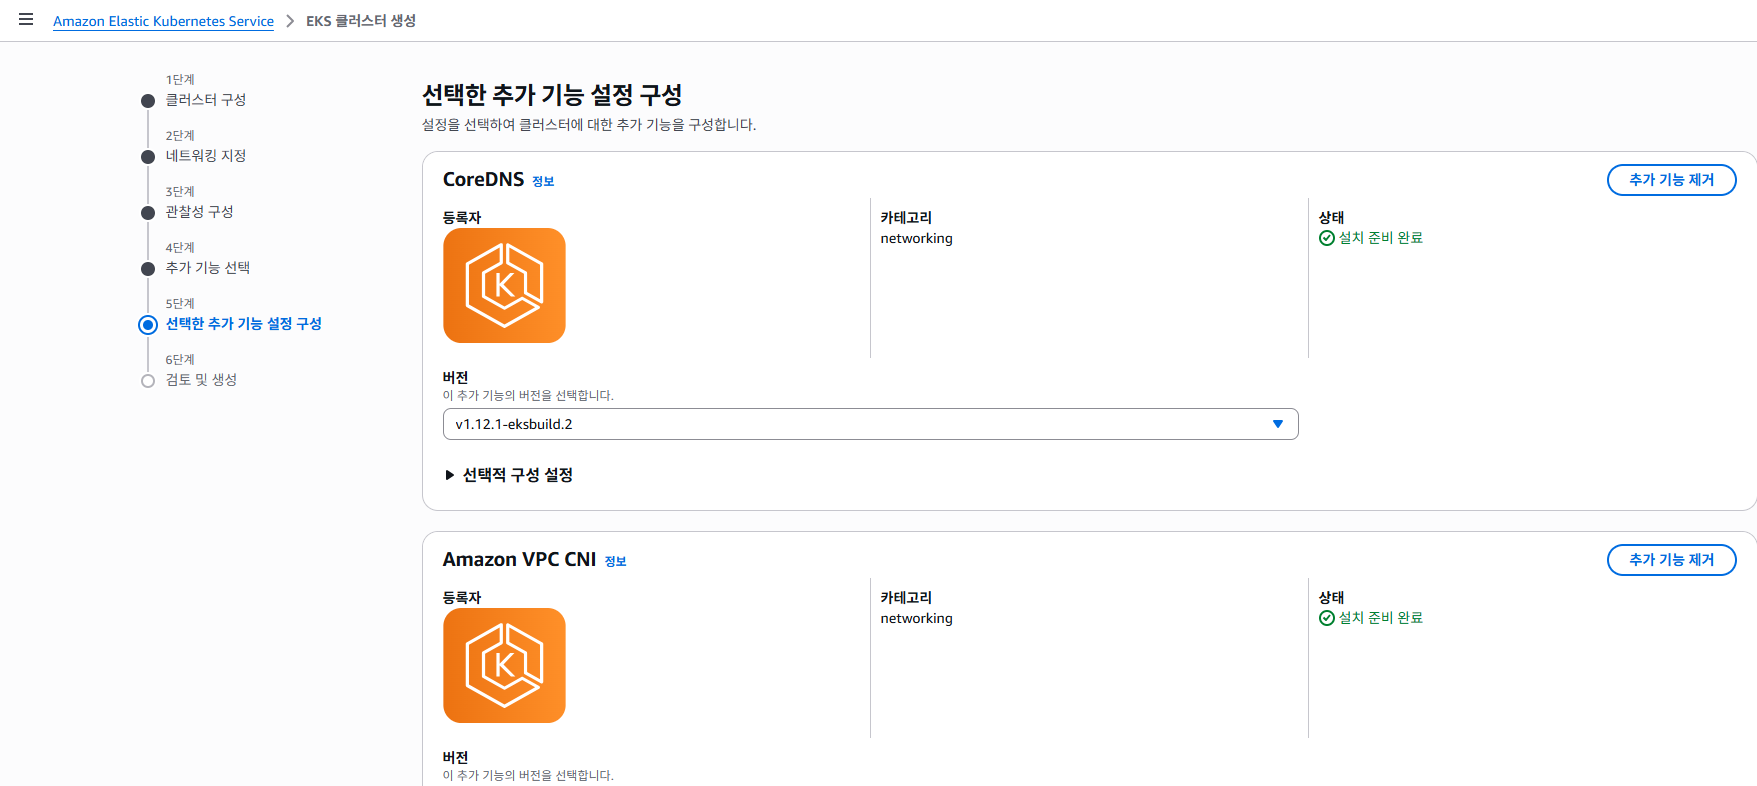 Amazon Elastic Kubernetes Service > EKS 클러스터 생성
1단계
클러스터 구성
2단계
네트워킹 지정
3단계
관찰성 구성
4단계
추가 기능 선택
5단계
선택한 추가 기능 설정 구성
6단계
검토 및 생성
선택한 추가 기능 설정 구성
설정을 선택하여 클러스터에 대한 추가 기능을 구성합니다.
CoreDNS 정보
추가 기능 제거
등록자
K
카테고리
networking
상태
설치 준비 완료
버전
이 추가 기능의 버전을 선택합니다.
v1.12.1-eksbuild.2
선택적 구성 설정
Amazon VPC CNI 정보
추가 기능 제거
등록자
K
카테고리
networking
상태
설치 준비 완료
버전
이 추가 기능의 버전을 선택합니다.